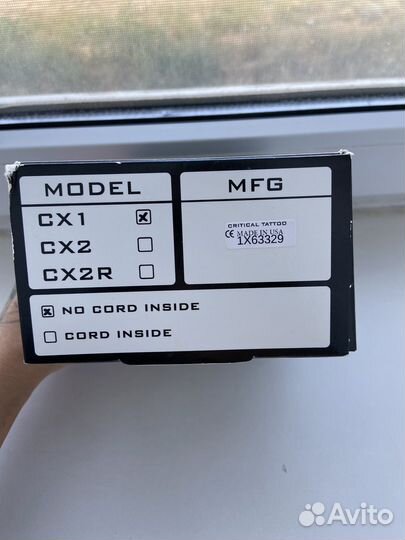 MODEL
CX1
CX2
CX2R
MFG
CRITICAL TATTOO
CE MADE IN USA
1X63329
NO CORD INSIDE
CORD INSIDE
Avito